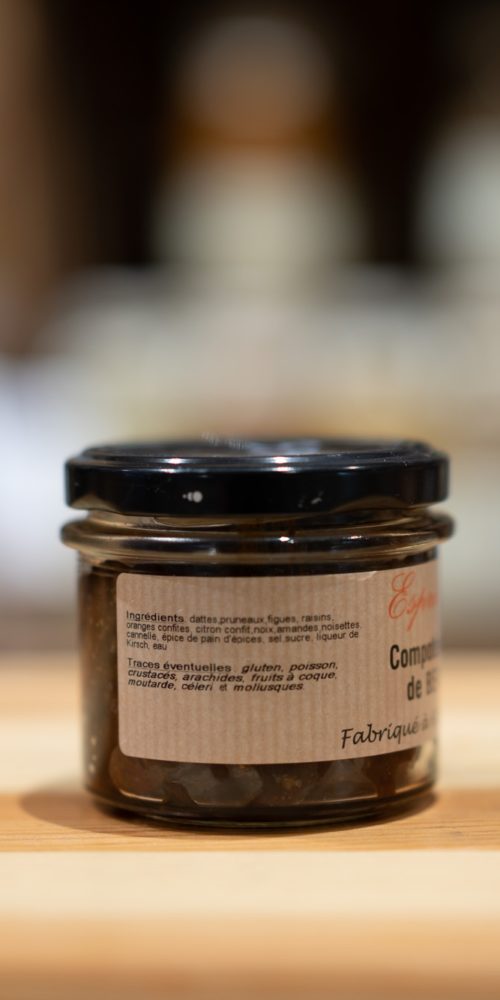 Ingrédients: dattes,pruneaux,figues, raisins,
oranges confites, citron confit,noix,amandes,noisettes,
cannelle, épice de pain d'épices, sel,sucre, liqueur de
Kirsch, eau
Traces éventuelles : gluten, poisson,
crustacés, arachides, fruits à coque,
moutarde, céleri et mollusques
de
Fabriqué à